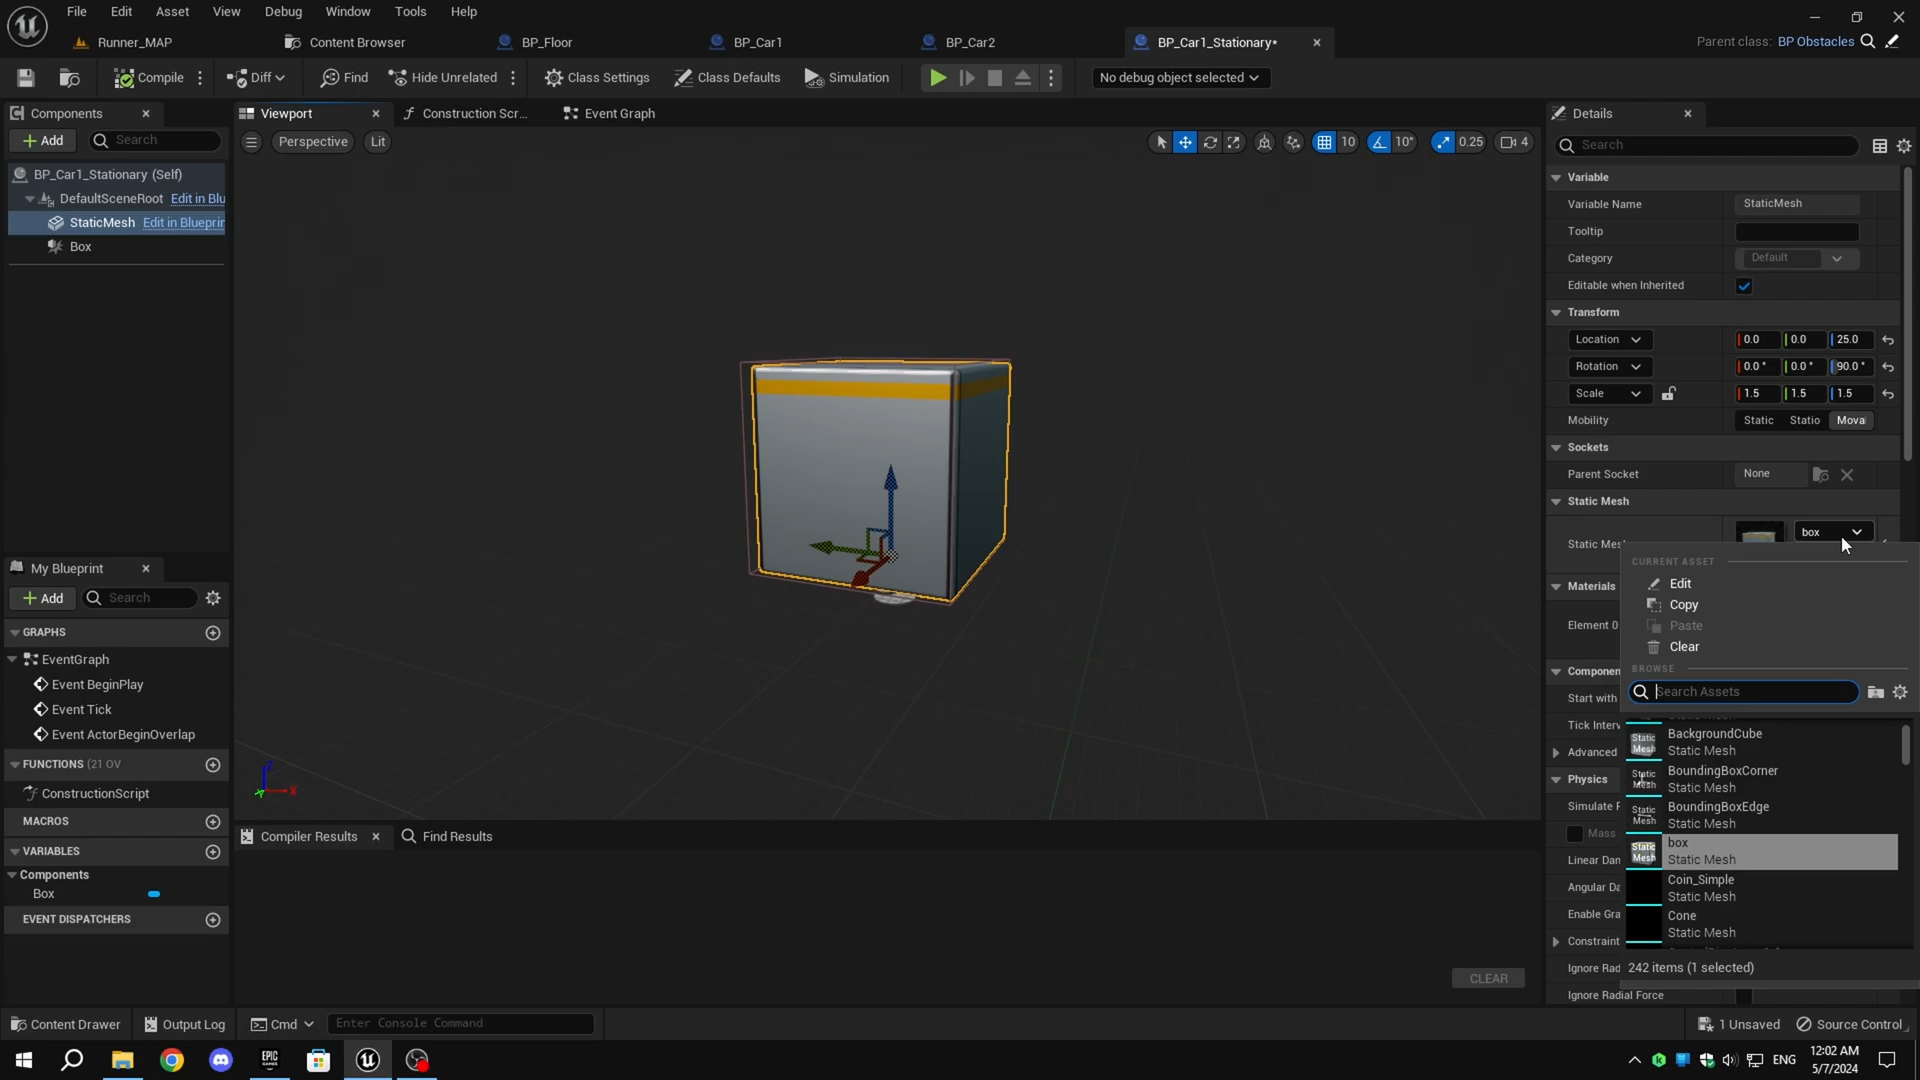 File Edit Asset View Debug Window Tools Help
Runner_MAP Content Browser BP_Floor BP_Car1 BP_Car2 BP_Car1_Stationary* Parent class: BP Obstacles
Compile Diff Find Hide Unrelated Class Settings Class Defaults Simulation No debug object selected
Components Viewport Construction Scr... Event Graph Details
Add Search Perspective Lit 10 10° 0.25 4 Search
BP_Car1_Stationary (Self)
DefaultSceneRoot Edit in Blu
StaticMesh Edit in Blueprin
Box
Variable
Variable Name StaticMesh
Tooltip
Category Default
Editable when Inherited
Transform
Location 0.0 0.0 25.0
Rotation 0.0 ° 0.0 ° 90.0 °
Scale 1.5 1.5 1.5
Mobility Static Statio Moval
Sockets
Parent Socket None
Static Mesh
Static Mes box
CURRENT ASSET
Edit
Copy
Paste
Clear
BROWSE
Search Assets
Static Mesh
BackgroundCube
Static Mesh
BoundingBoxCorner
Static Mesh
BoundingBoxEdge
Static Mesh
box
Static Mesh
Coin_Simple
Static Mesh
Cone
Static Mesh
242 items (1 selected)
Materials
Element 0
Componen
Start with
Tick Interv
Advanced
Physics
Simulate P
Mass
Linear Dam
Angular Da
Enable Gra
Constraint
Ignore Rad
Ignore Radial Force
My Blueprint
Add Search
GRAPHS
EventGraph
Event BeginPlay
Event Tick
Event ActorBeginOverlap
FUNCTIONS (21 OV
ConstructionScript
MACROS
VARIABLES
Components
Box
EVENT DISPATCHERS
Z X Y
Compiler Results Find Results
CLEAR
Content Drawer Output Log Cmd Enter Console Command 1 Unsaved Source Control
EPIC GAMES ENG 12:02 AM
5/7/2024